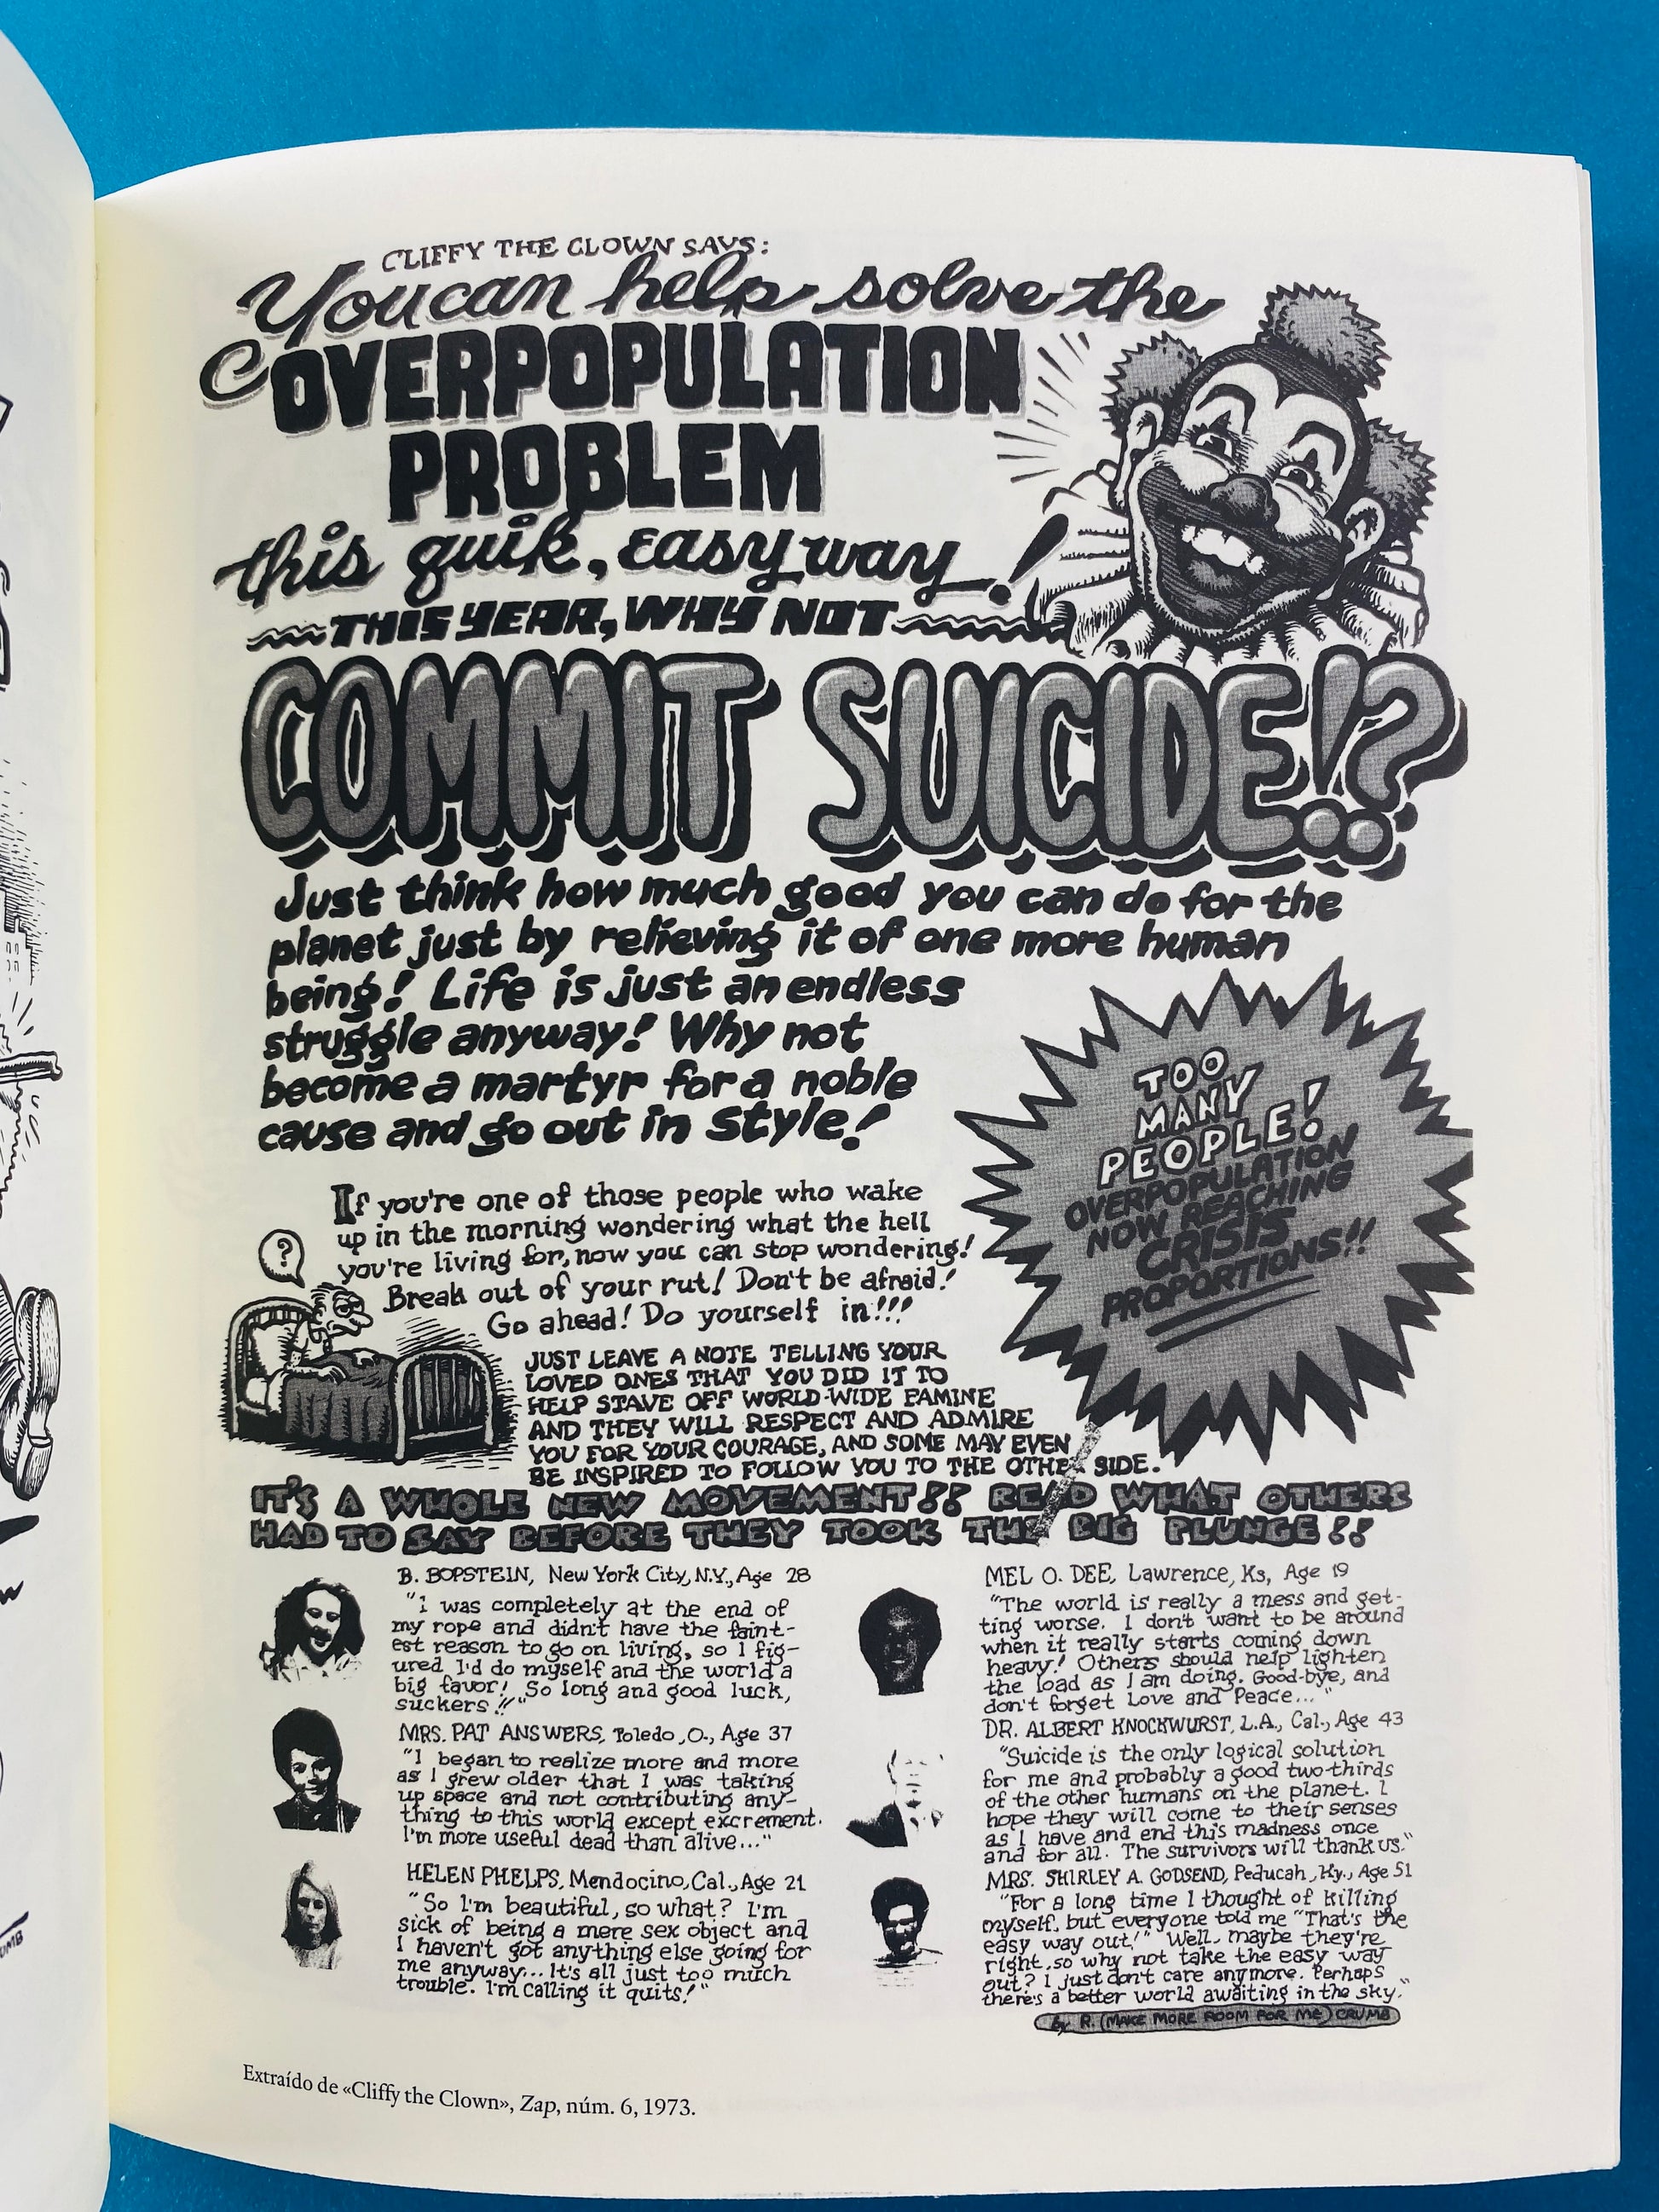 CLIFFY THE CLOWN SAYS:
You can help solve the
OVERPOPULATION
PROBLEM
this quik, easy way!
THIS YEAR, WHY NOT
COMMIT SUICIDE!?
Just think how much good you can do for the
planet just by relieving it of one more human
being! Life is just an endless
struggle anyway! Why not
become a martyr for a noble
cause and go out in style!
TOO
MANY
PEOPLE!
OVERPOPULATION
NOW REACHING
CRISIS
PROPORTIONS!!
If you're one of those people who wake
up in the morning wondering what the hell
you're living for, now you can stop wondering!
Break out of your rut! Don't be afraid!
Go ahead! Do yourself in!!!
?
JUST LEAVE A NOTE TELLING YOUR
LOVED ONES THAT YOU DID IT TO
HELP STAVE OFF WORLD-WIDE FAMINE
AND THEY WILL RESPECT AND ADMIRE
YOU FOR YOUR COURAGE, AND SOME MAY EVEN
BE INSPIRED TO FOLLOW YOU TO THE OTHER SIDE.
IT'S A WHOLE NEW MOVEMENT!! READ WHAT OTHERS
HAD TO SAY BEFORE THEY TOOK THE BIG PLUNGE!!
B. BOPSTEIN, New York City, N.Y., Age 28
"I was completely at the end of
my rope and didn't have the faint-
est reason to go on living, so I fig-
ured I'd do myself and the world a
big favor! So long and good luck,
suckers!!"
MRS. PAT ANSWERS, Toledo, O., Age 37
"I began to realize more and more
as I grew older that I was taking
up space and not contributing any-
thing to this world except excrement.
I'm more useful dead than alive..."
HELEN PHELPS, Mendocino, Cal., Age 21
"So I'm beautiful, so what? I'm
sick of being a mere sex object and
I haven't got anything else going for
me anyway... It's all just too much
trouble. I'm calling it quits!"
MEL O. DEE, Lawrence, Ks, Age 19
"The world is really a mess and get-
ting worse. I don't want to be around
when it really starts coming down
heavy! Others should help lighten
the load as I am doing. Good-bye, and
don't forget Love and Peace..."
DR. ALBERT KNOCKWURST, L.A., Cal., Age 43
"Suicide is the only logical solution
for me and probably a good two-thirds
of the other humans on the planet. I
hope they will come to their senses
as I have and end this madness once
and for all. The survivors will thank us."
MRS. SHIRLEY A. GODSEND, Peducah, Ky., Age 51
"For a long time I thought of killing
myself, but everyone told me "That's the
easy way out!" Well, maybe they're
right, so why not take the easy way
out? I just don't care anymore. Perhaps
there's a better world awaiting in the sky."
by R. (MAKE MORE ROOM FOR ME) CRUMB
Extraído de «Cliffy the Clown», Zap, núm. 6, 1973.